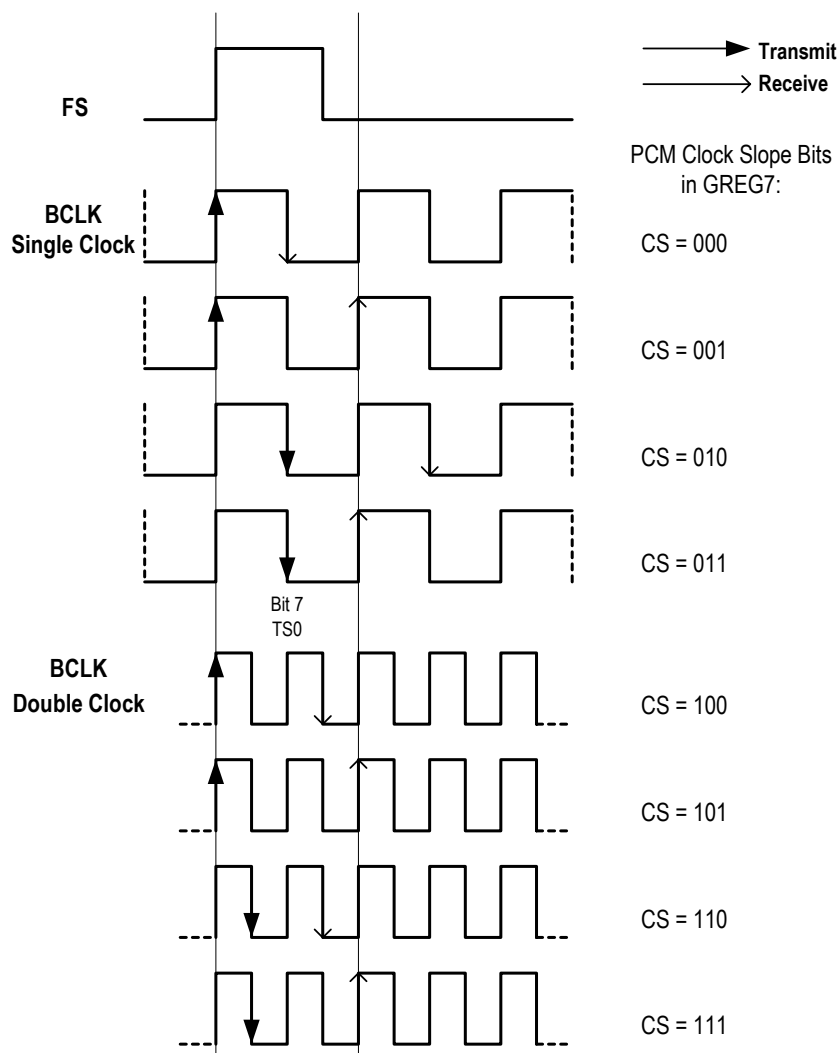 Transmit
Receive
FS
PCM Clock Slope Bits
in GREG7:
BCLK
Single Clock
CS = 000
CS = 001
CS = 010
CS = 011
Bit 7
TS0
BCLK
Double Clock
CS = 100
CS = 101
CS = 110
CS = 111